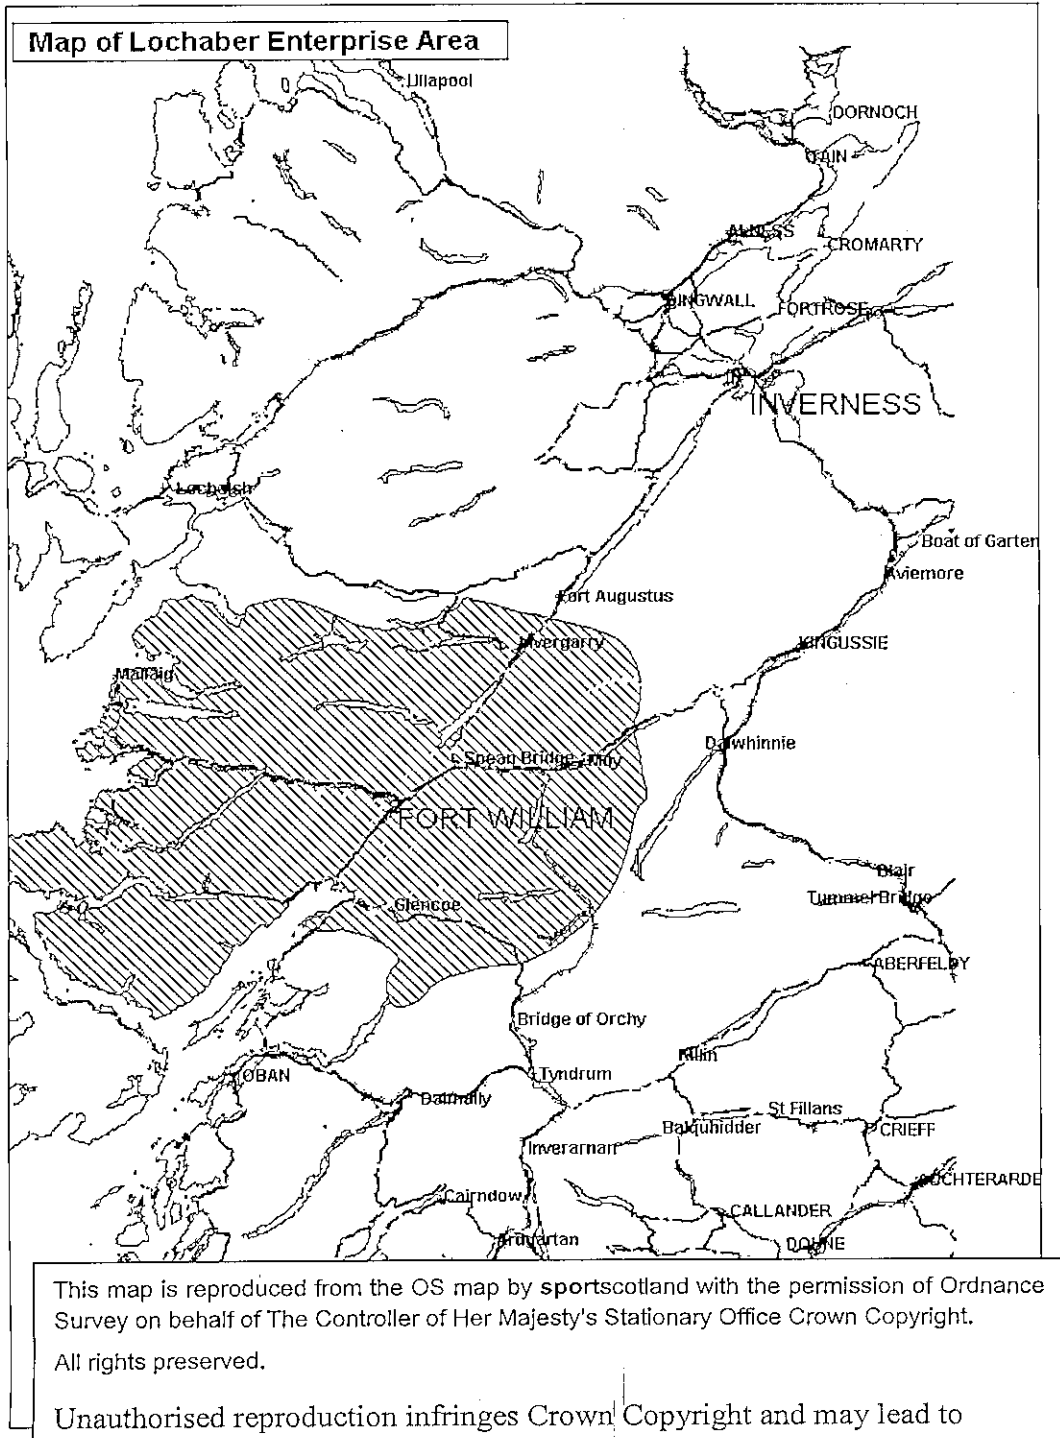 Map of Lochaber Enterprise Area
Ullapool
DORNOCH
TAIN
ALNESS
CROMARTY
DINGWALL
FORTROSE
INVERNESS
Lochalsh
Boat of Garten
Aviemore
Fort Augustus
Invergarry
KINGUSSIE
Mallaig
Dalwhinnie
Spean Bridge
FORT WILLIAM
Blair
Tummel Bridge
Glencoe
ABERFELDY
Bridge of Orchy
Killin
OBAN
Tyndrum
Dalmally
St Fillans
Balquhidder
CRIEFF
Inverarnan
AUCHTERARDE
Cairndow
CALLANDER
Ardgartan
DOUNE
This map is reproduced from the OS map by sportscotland with the permission of Ordnance
Survey on behalf of The Controller of Her Majesty's Stationary Office Crown Copyright.
All rights preserved.
Unauthorised reproduction infringes Crown Copyright and may lead to